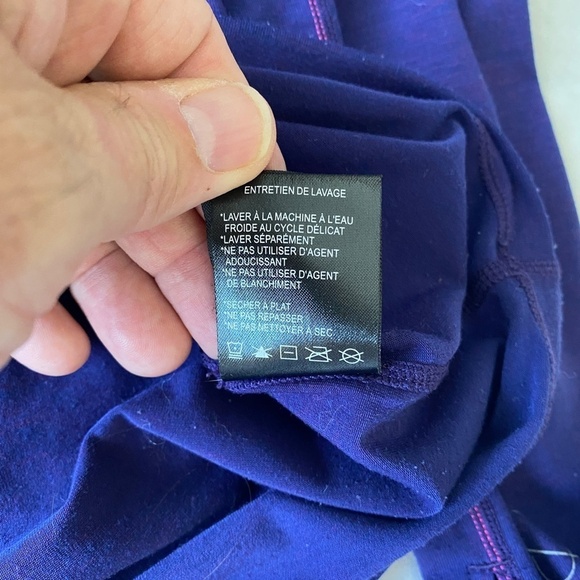 ENTRETIEN DE LAVAGE
*LAVER À LA MACHINE À L'EAU
FROIDE AU CYCLE DÉLICAT
*LAVER SÉPARÉMENT
*NE PAS UTILISER D'AGENT
ADOUCISSANT
*NE PAS UTILISER D'AGENT
DE BLANCHIMENT
*SÉCHER À PLAT
*NE PAS REPASSER
*NE PAS NETTOYER À SEC